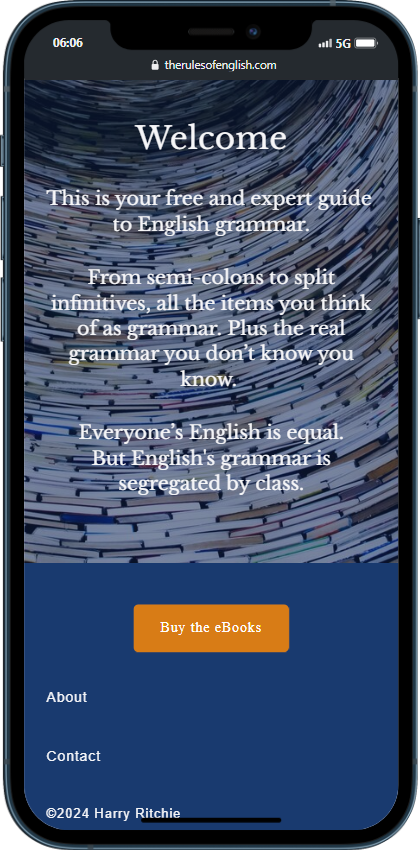 06:06
5G
therulesofenglish.com
Welcome
This is your free and expert guide
to English grammar.
From semi-colons to split
infinitives, all the items you think
of as grammar. Plus the real
grammar you don’t know you
know.
Everyone’s English is equal.
But English's grammar is
segregated by class.
Buy the eBooks
About
Contact
©2024 Harry Ritchie